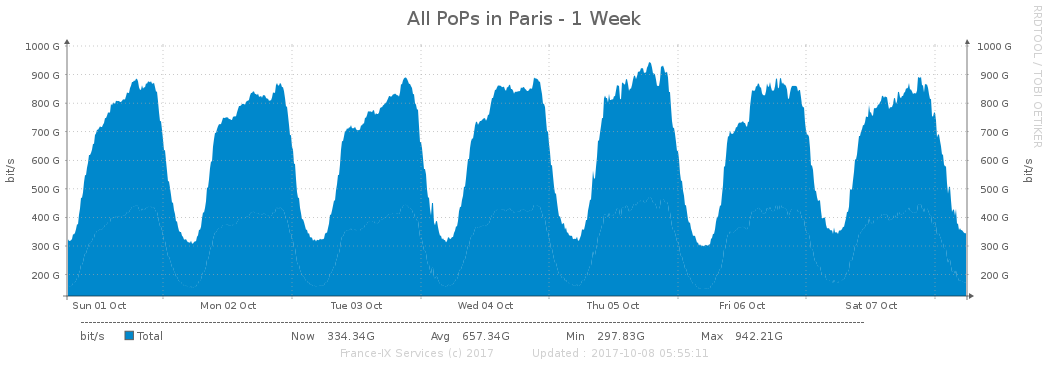 All PoPs in Paris - 1 Week
RRDTOOL / TOBI OETIKER
1000 G 1000 G
900 G 900 G
800 G 800 G
700 G 700 G
600 G 600 G
500 G 500 G
400 G 400 G
300 G 300 G
200 G 200 G
bit/s bit/s
Sun 01 Oct Mon 02 Oct Tue 03 Oct Wed 04 Oct Thu 05 Oct Fri 06 Oct Sat 07 Oct
bit/s Total Now 334.34G Avg 657.34G Min 297.83G Max 942.21G
France-IX Services (c) 2017 Updated : 2017-10-08 05:55:11